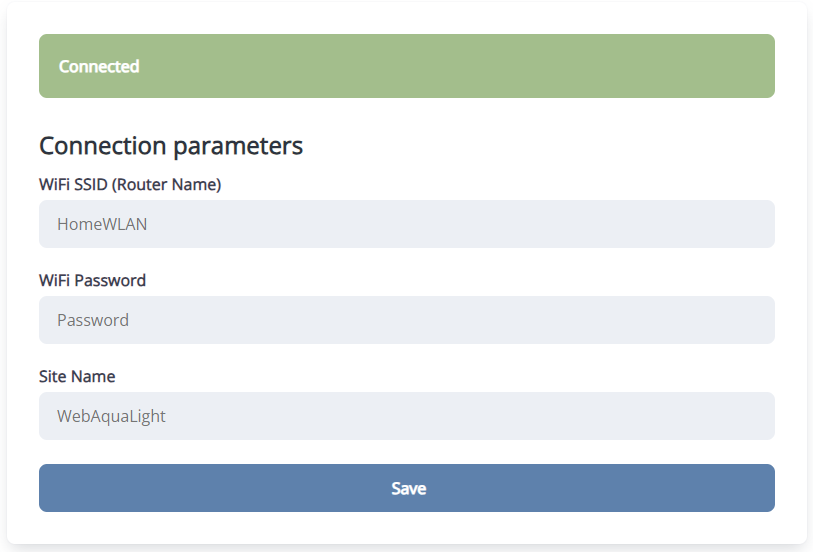 Connected
Connection parameters
WiFi SSID (Router Name)
HomeWLAN
WiFi Password
Password
Site Name
WebAquaLight
Save